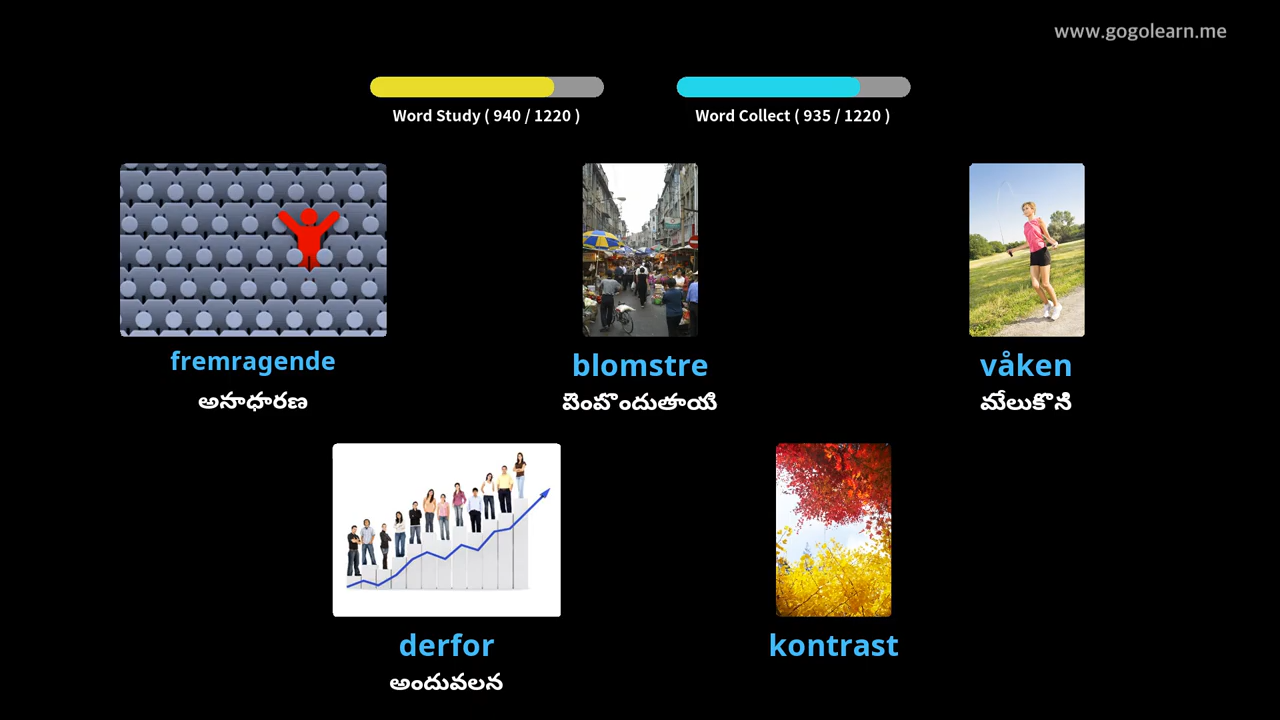 www.gogolearn.me
Word Study ( 940 / 1220 )
Word Collect ( 935 / 1220 )
fremragende
అసాధారణ
blomstre
పెంపొందుతాయి
våken
మేలుకొని
derfor
అందువలన
kontrast